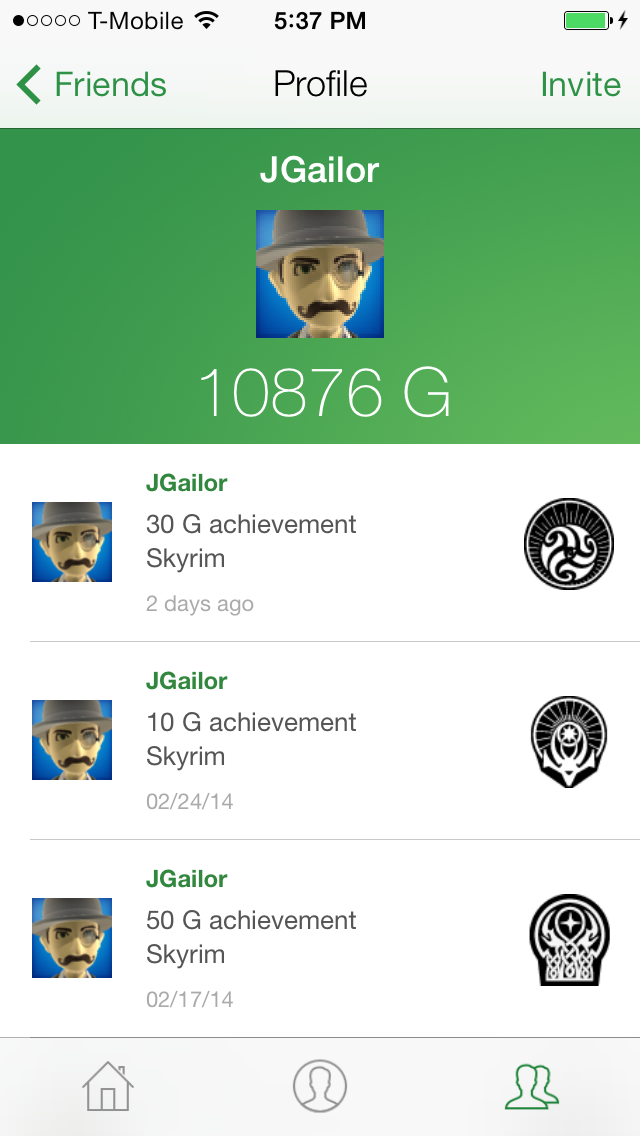 T-Mobile 5:37 PM
Friends Profile Invite
JGailor
10876 G
JGailor
30 G achievement
Skyrim
2 days ago
JGailor
10 G achievement
Skyrim
02/24/14
JGailor
50 G achievement
Skyrim
02/17/14